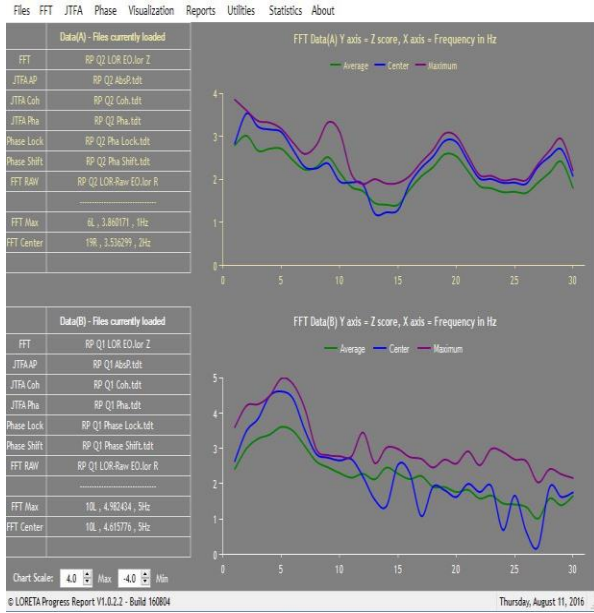 Files FFT JTFA Phase Visualization Reports Utilities Statistics About
Data(A) - Files currently loaded
FFT RP Q2 LOR EO.lor Z
JTFA AP RP Q2 AbsP.tdt
JTFA Coh RP Q2 Coh.tdt
JTFA Pha RP Q2 Pha.tdt
Phase Lock RP Q2 Pha Lock.tdt
Phase Shift RP Q2 Pha Shift.tdt
FFT RAW RP Q2 LOR-Raw EO.lor R
------------------------------
FFT Max 6L , 3.860171 , 1Hz
FFT Center 19R , 3.536299 , 2Hz
FFT Data(A) Y axis = Z score, X axis = Frequency in Hz
Average Center Maximum
4
3
2
1
0
0 5 10 15 20 25 30
Data(B) - Files currently loaded
FFT RP Q1 LOR EO.lor Z
JTFA AP RP Q1 AbsP.tdt
JTFA Coh RP Q1 Coh.tdt
JTFA Pha RP Q1 Pha.tdt
Phase Lock RP Q1 Phase Lock.tdt
Phase Shift RP Q1 Phase Shift.tdt
FFT RAW RP Q1 LOR-Raw EO.lor R
------------------------------
FFT Max 10L , 4.982434 , 5Hz
FFT Center 10L , 4.615776 , 5Hz
FFT Data(B) Y axis = Z score, X axis = Frequency in Hz
Average Center Maximum
5
4
3
2
1
0
0 5 10 15 20 25 30
Chart Scale: 4.0 Max -4.0 Min
© LORETA Progress Report V1.0.2.2 - Build 160804 Thursday, August 11, 2016